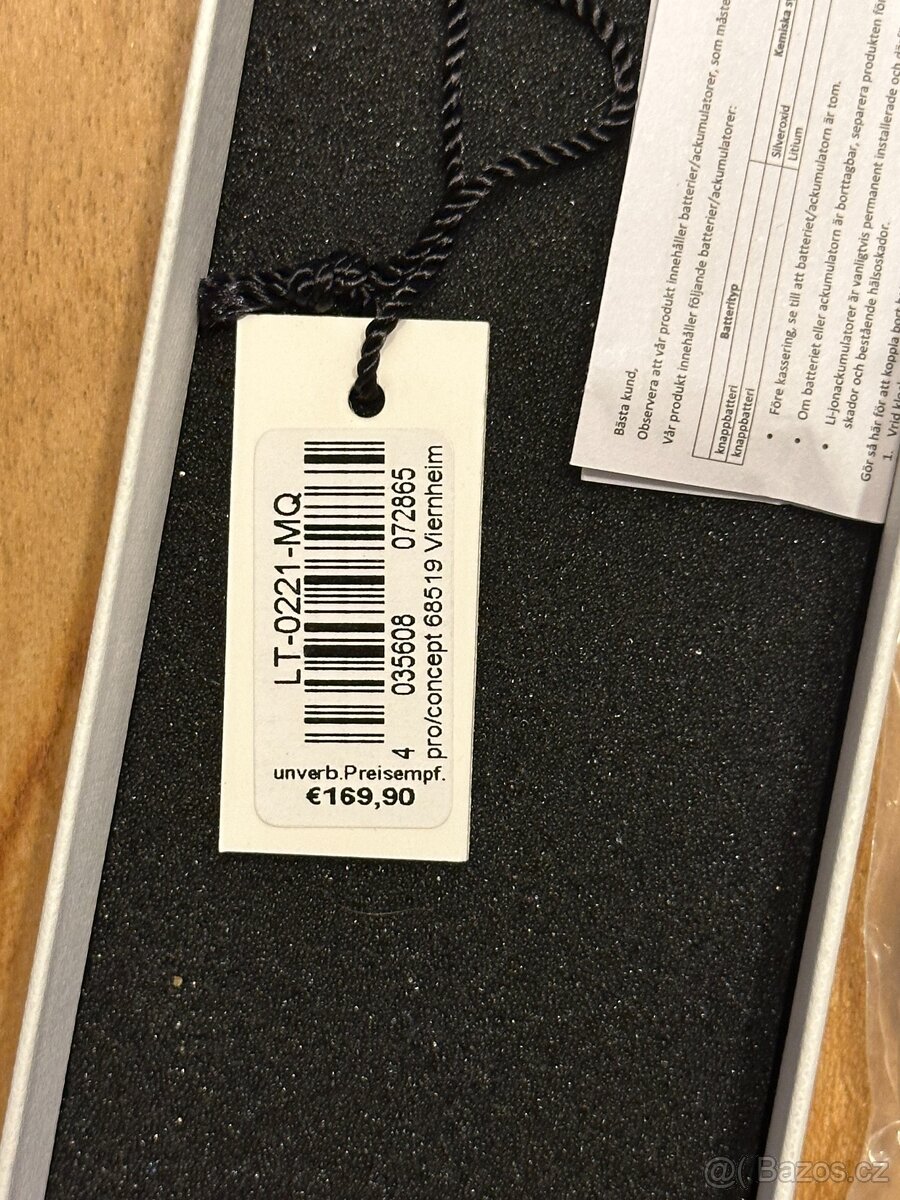 LT-0221-MQ
4 035608 072865
pro/concept 68519 Viernheim
unverb.Preisempf.
€169,90
Bästa kund,
Observera att vår produkt innehåller batterier/ackumulatorer, som måste
Vår produkt innehåller följande batterier/ackumulatorer:
Batterityp
Kemiska
knappbatteri
Silveroxid
knappbatteri
Litium
• Före kassering, se till att batteriet/ackumulatorn är tom.
• Om batteriet eller ackumulatorn är borttagbar, separera produkten
• Li-jonackumulatorer är vanligtvis permanent installerade och
skador och bestående hälsoskador.
Gör så här för att koppla bort
1. Vrid
@( Bazos.cz